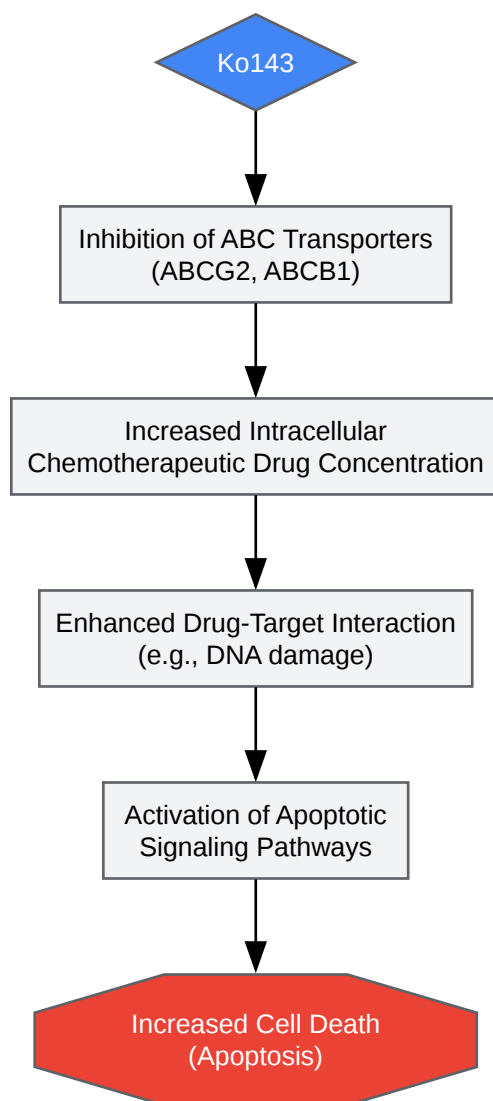 Ko143
Inhibition of ABC Transporters
(ABCG2, ABCB1)
Increased Intracellular
Chemotherapeutic Drug Concentration
Enhanced Drug-Target Interaction
(e.g., DNA damage)
Activation of Apoptotic
Signaling Pathways
Increased Cell Death
(Apoptosis)